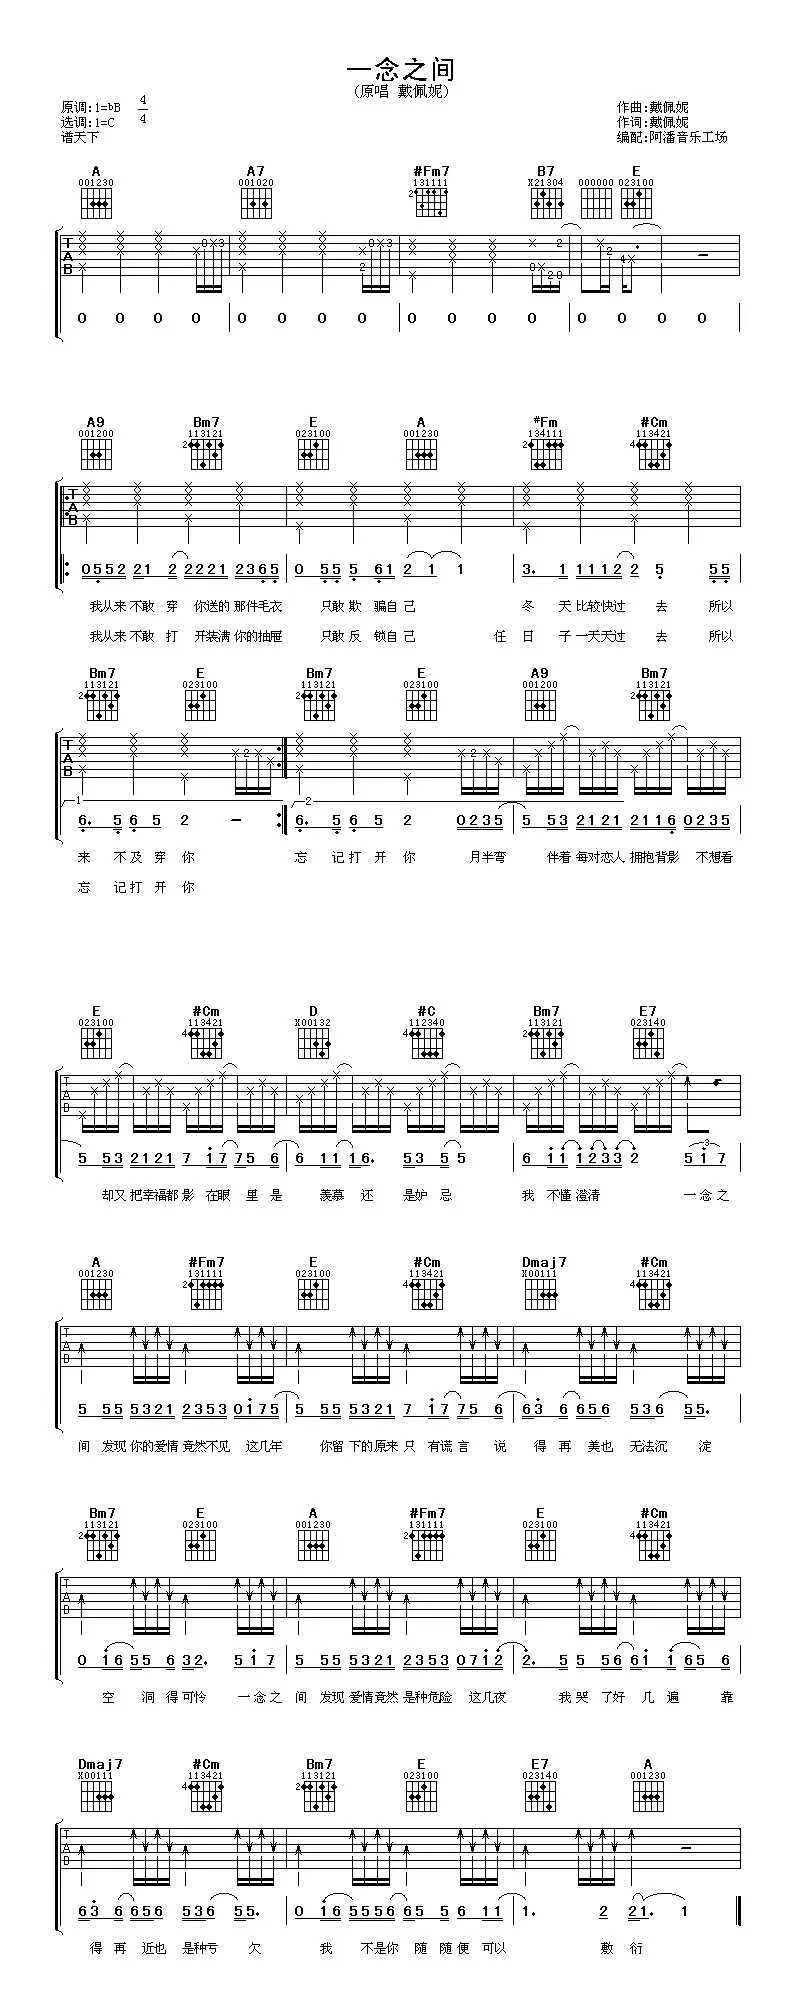 一念之间
(原唱 戴佩妮)
原调:1=bB 4/4
选调:1=C
谱天下
作曲:戴佩妮
作词:戴佩妮
编配:阿潘音乐工场
A A7 #Fm7 B7 E
001230 001020 131111 X21304 000000 023100
T A B
0 0 0 0 0 0 0 0 0 0 0 0 0 0 0 0
A9 Bm7 E A #Fm #Cm
001200 113121 023100 001230 134111 113421
T A B
0552 21 2 2221 2365 0 55 561 2 1 1 3. 1 1112 2 5 55
我从来 不敢 穿 你送的 那件毛衣 只敢 欺 骗自己 冬 天 比较快过 去 所以
我从来 不敢 打 开装满 你的抽屉 只敢 反 锁自己 任 日 子 一天天过 去 所以
Bm7 E Bm7 E A9 Bm7
113121 023100 113121 023100 001200 113121
T A B
1 2
6. 5 6 5 2 – 6. 5 6 5 2 0235 5 53 2121 2116 0235
来 不 及 穿 你 忘 记 打 开 你 月半弯 伴着 每对恋人 拥抱背影 不想看
忘 记 打 开 你
E #Cm D #C Bm7 E7
023100 113421 X00132 112340 113121 023140
T A B
5 53 2121 7 17 75 6 6 11 16. 53 5 5 6 11 1233 2 5 1 7
3
却又 把幸福都 影 在眼 里 是 羡慕 还 是妒 忌 我 不懂 澄清 一 念 之
A #Fm7 E #Cm Dmaj7 #Cm
001230 131111 023100 113421 X00111 113421
T A B
5 55 5321 2353 0175 5 55 5321 7 17 75 6 63 6 656 536 55.
间 发现 你的爱情 竟然不见 这几年 你留 下的原来 只 有谎 言 说 得 再 美也 无法沉 淀
Bm7 E A #Fm7 E #Cm
113121 023100 001230 131111 023100 113421
T A B
0 1655 6 32. 5 1 7 5 55 5321 2353 0712 2. 5 5 56 61 1 65 6
空 洞 得 可怜 一 念 之 间 发现 爱情竟然 是种危险 这几夜 我 哭 了好 几 遍 靠
Dmaj7 #Cm Bm7 E E7 A
X00111 113421 113121 023100 023140 001230
T A B
63 6 656 536 55. 0 1655 5665 5 6 11 1. 2 21. 1
得 再 近也 是种 亏 欠 我 不是你 随 随 便 可以 敷 衍